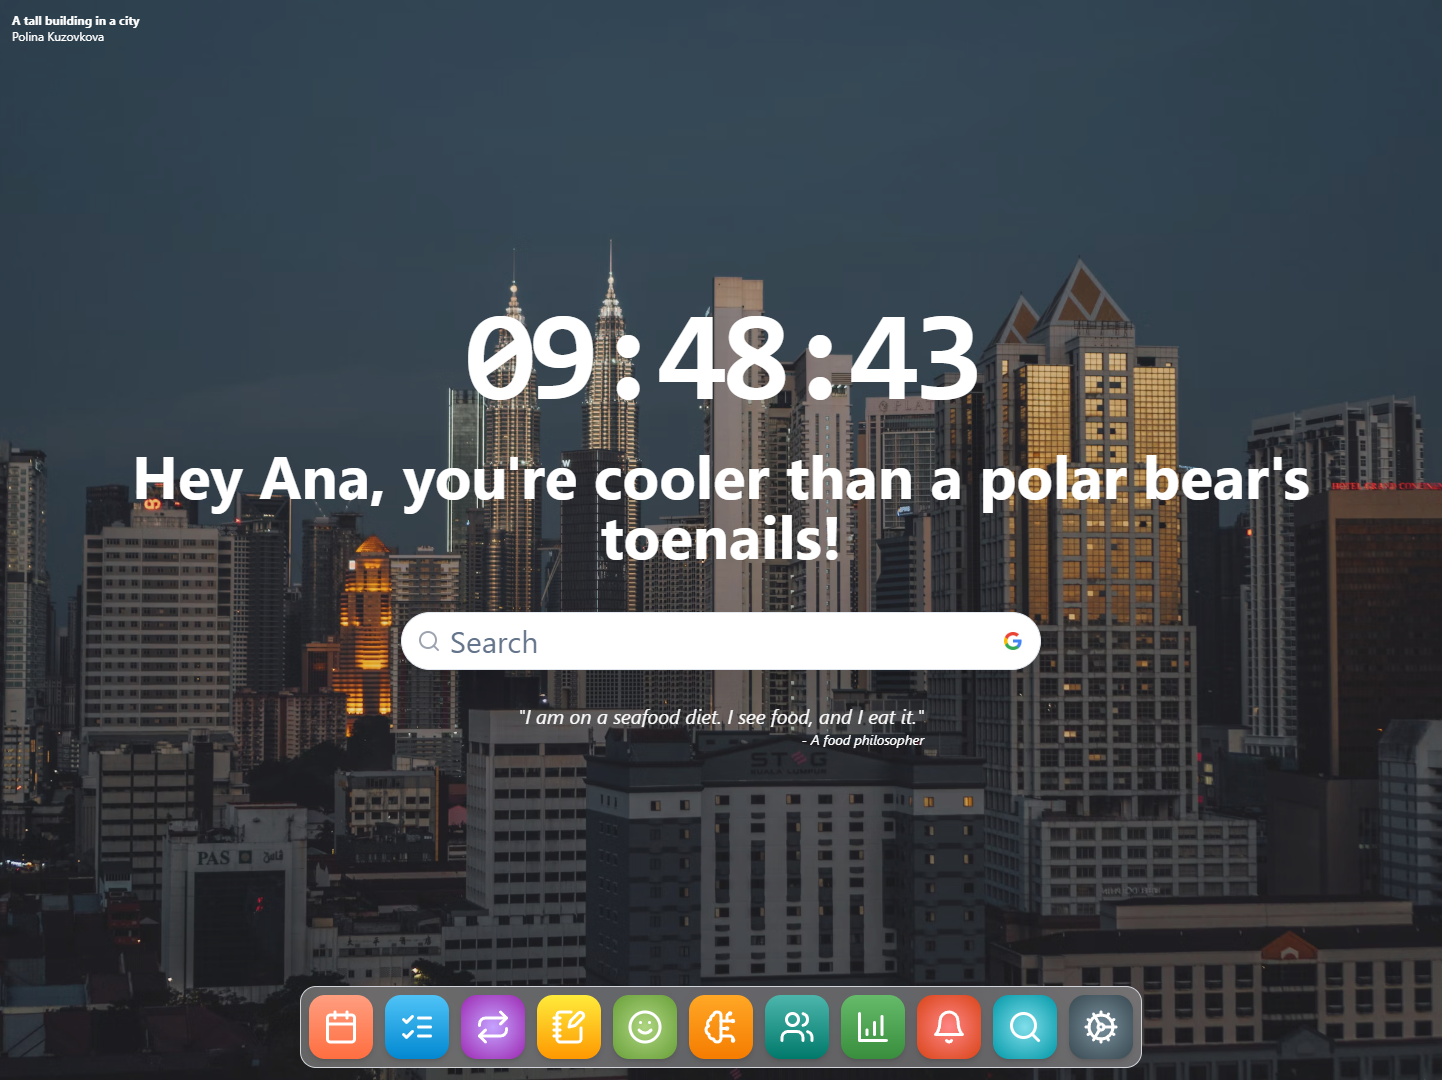 A tall building in a city
Polina Kuzovkova
09:48:43
Hey Ana, you're cooler than a polar bear's
toenails!
Search
"I am on a seafood diet. I see food, and I eat it."
- A food philosopher
PAS